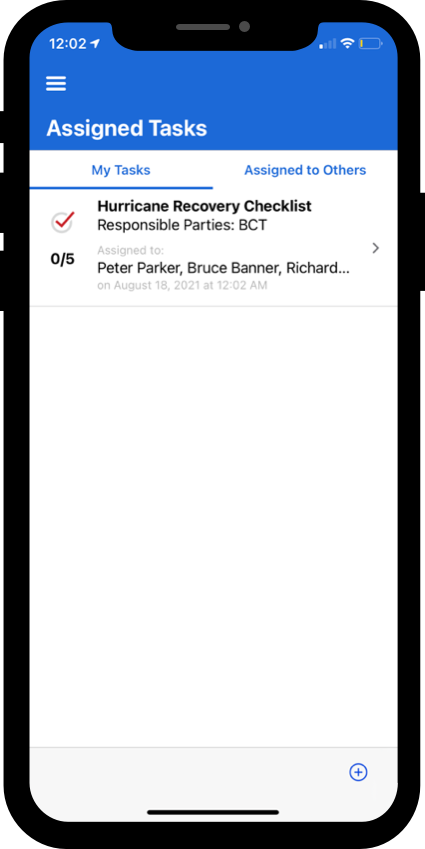 12:02
Assigned Tasks
My Tasks Assigned to Others
Hurricane Recovery Checklist
Responsible Parties: BCT
0/5
Assigned to:
Peter Parker, Bruce Banner, Richard...
on August 18, 2021 at 12:02 AM